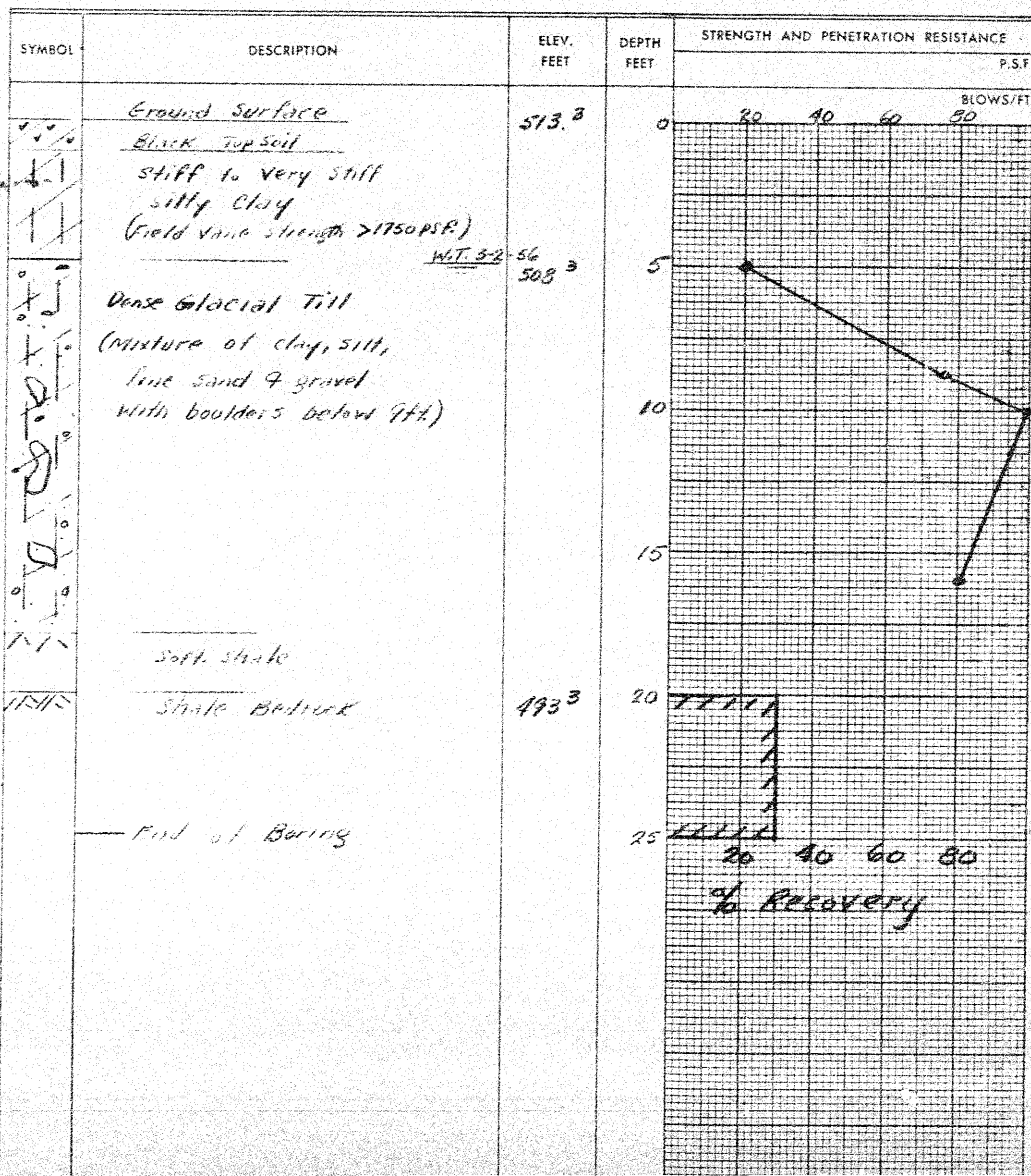 SYMBOL
DESCRIPTION
ELEV.
FEET
DEPTH
FEET
STRENGTH AND PENETRATION RESISTANCE
P.S.F
BLOWS/FT
20 40 60 80
Ground Surface
513.3
0
Black Top Soil
Stiff to Very Stiff
Silty Clay
(Field Vane strength >1750 PSF.)
W.T. 5-2-56
508 3
5
Dense Glacial Till
(Mixture of clay, silt,
fine sand & gravel
with boulders below 9ft.)
10
15
Soft Shale
Shale Bedrock
493 3
20
End of Boring
25
20 40 60 80
% Recovery